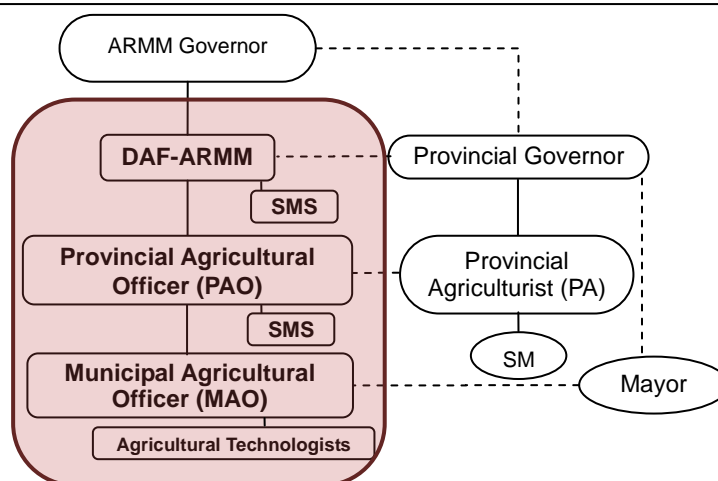 ARMM Governor
DAF-ARMM
Provincial Governor
SMS
Provincial Agricultural
Officer (PAO)
Provincial
Agriculturist (PA)
SMS
SM
Municipal Agricultural
Officer (MAO)
Mayor
Agricultural Technologists